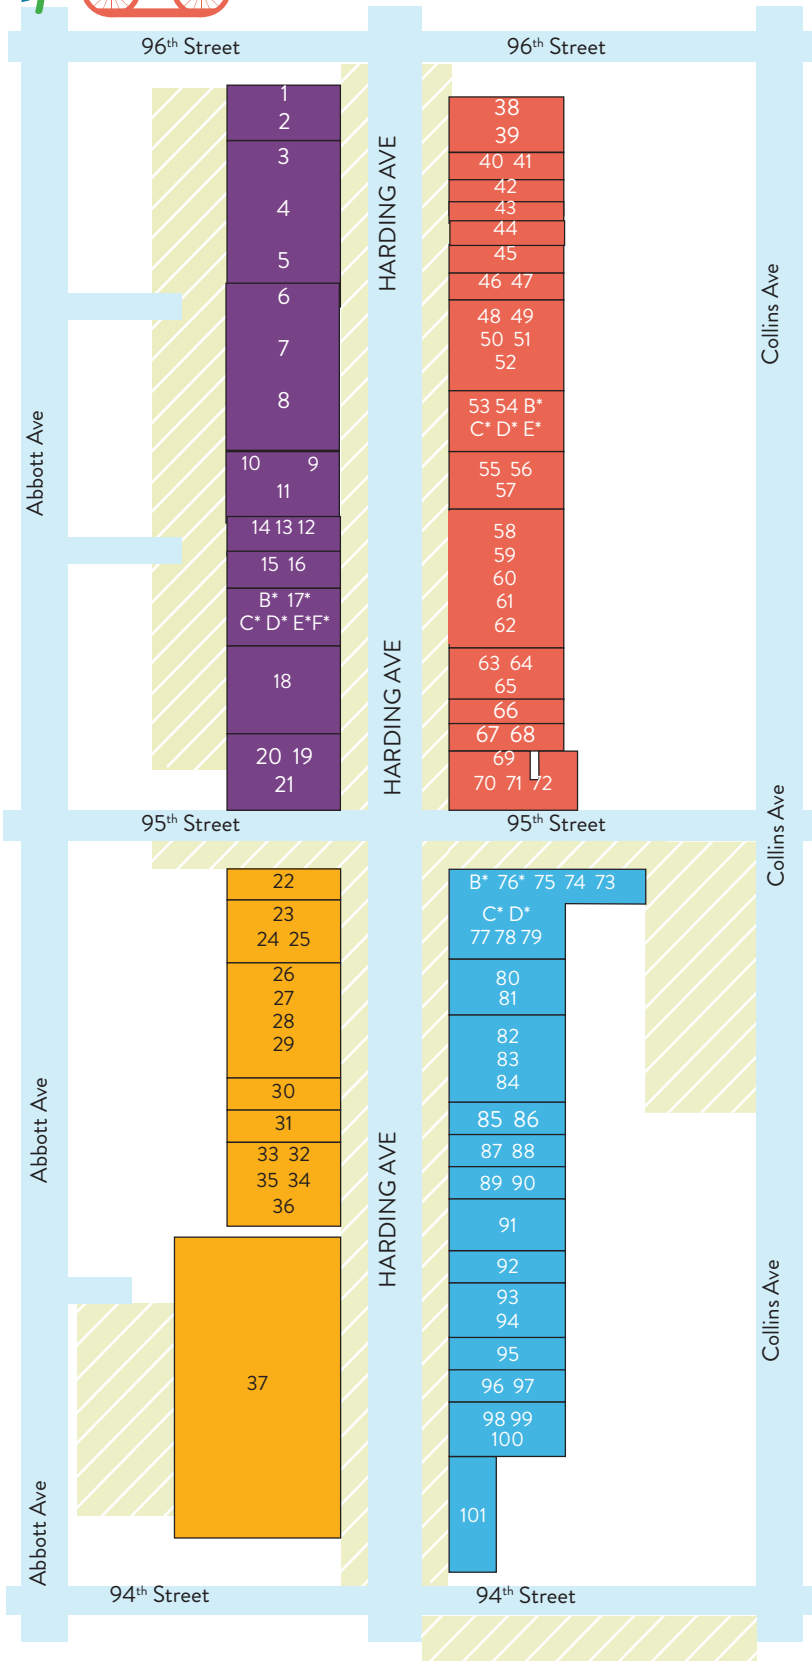 96th Street
96th Street
1
2
3
4
5
6
7
8
10 9
11
14 13 12
15 16
B* 17*
C* D* E*F*
18
20 19
21
HARDING AVE
HARDING AVE
38
39
40 41
42
43
44
45
46 47
48 49
50 51
52
53 54 B*
C* D* E*
55 56
57
58
59
60
61
62
63 64
65
66
67 68
69
70 71 72
Abbott Ave
Collins Ave
95th Street
95th Street
Collins Ave
22
23
24 25
26
27
28
29
30
31
33 32
35 34
36
37
HARDING AVE
B* 76* 75 74 73
C* D*
77 78 79
80
81
82
83
84
85 86
87 88
89 90
91
92
93
94
95
96 97
98 99
100
101
Abbott Ave
Abbott Ave
Collins Ave
94th Street
94th Street